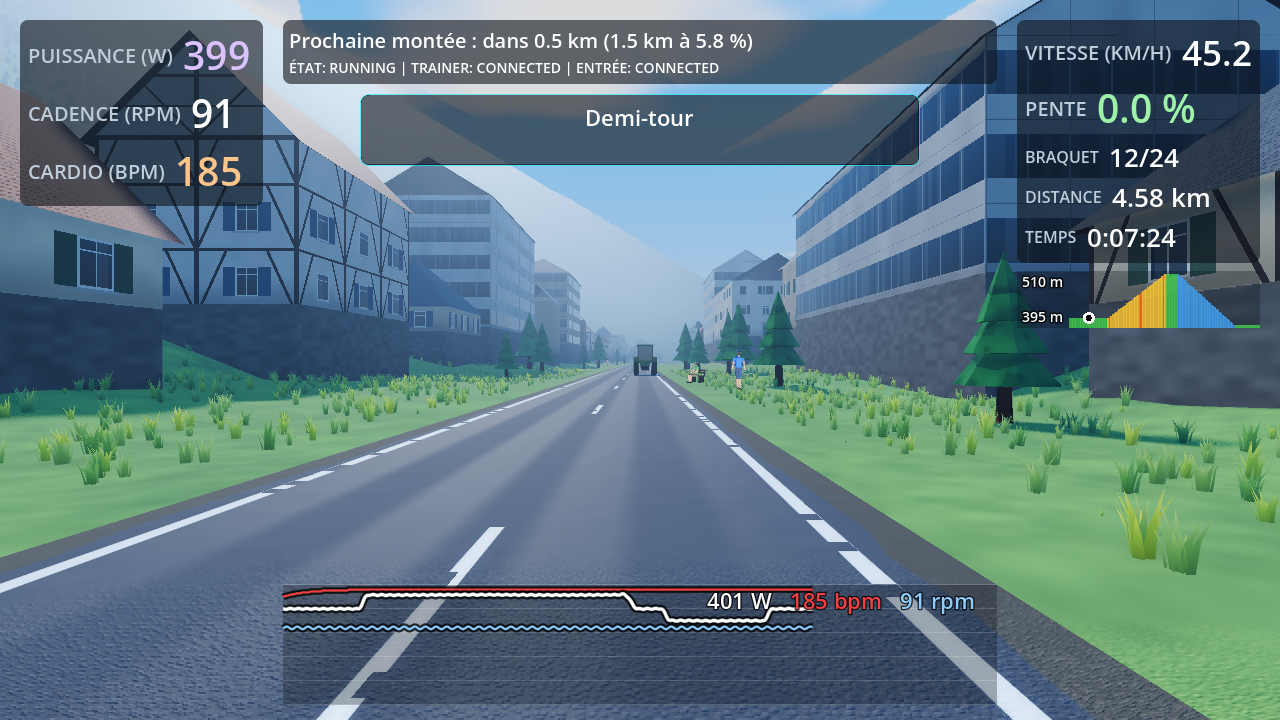 PUISSANCE (W) 399
CADENCE (RPM) 91
CARDIO (BPM) 185
Prochaine montée : dans 0.5 km (1.5 km à 5.8 %)
ÉTAT: RUNNING | TRAINER: CONNECTED | ENTRÉE: CONNECTED
Demi-tour
VITESSE (KM/H) 45.2
PENTE 0.0 %
BRAQUET 12/24
DISTANCE 4.58 km
TEMPS 0:07:24
510 m
395 m
401 W 185 bpm 91 rpm